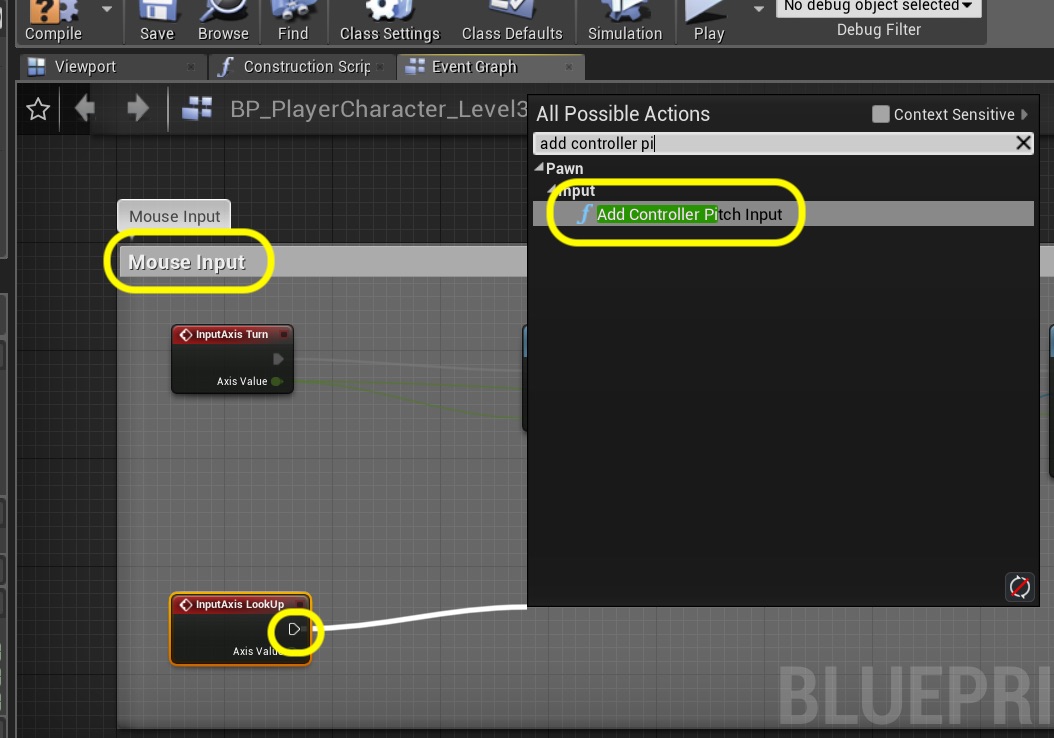 Compile
Save
Browse
Find
Class Settings
Class Defaults
Simulation
Play
No debug object selected
Debug Filter
Viewport
Construction Scrip
Event Graph
BP_PlayerCharacter_Level3
All Possible Actions
Context Sensitive
add controller pi
Pawn
Input
Add Controller Pitch Input
Mouse Input
Mouse Input
InputAxis Turn
Axis Value
InputAxis LookUp
Axis Value
BLUEPRI